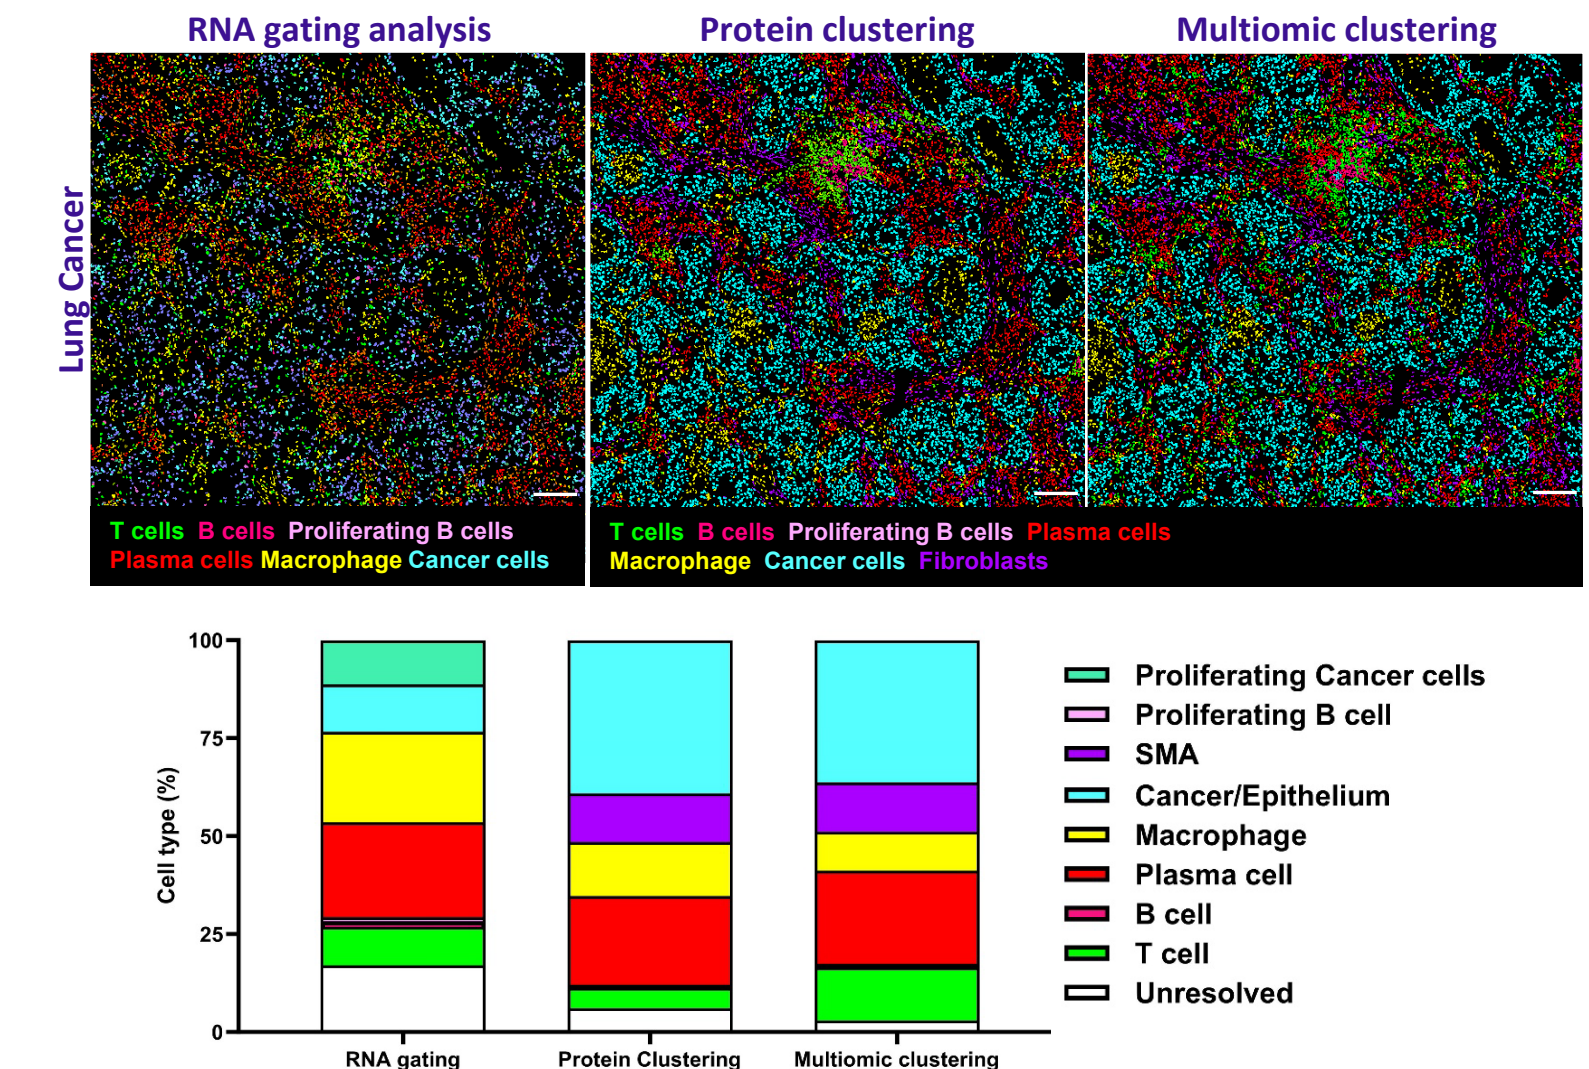 RNA gating analysis
Protein clustering
Multiomic clustering
Lung Cancer
T cells B cells Proliferating B cells
Plasma cells Macrophage Cancer cells
T cells B cells Proliferating B cells Plasma cells
Macrophage Cancer cells Fibroblasts
Cell type (%)
100
75
50
25
0
RNA gating
Protein Clustering
Multiomic clustering
Proliferating Cancer cells
Proliferating B cell
SMA
Cancer/Epithelium
Macrophage
Plasma cell
B cell
T cell
Unresolved